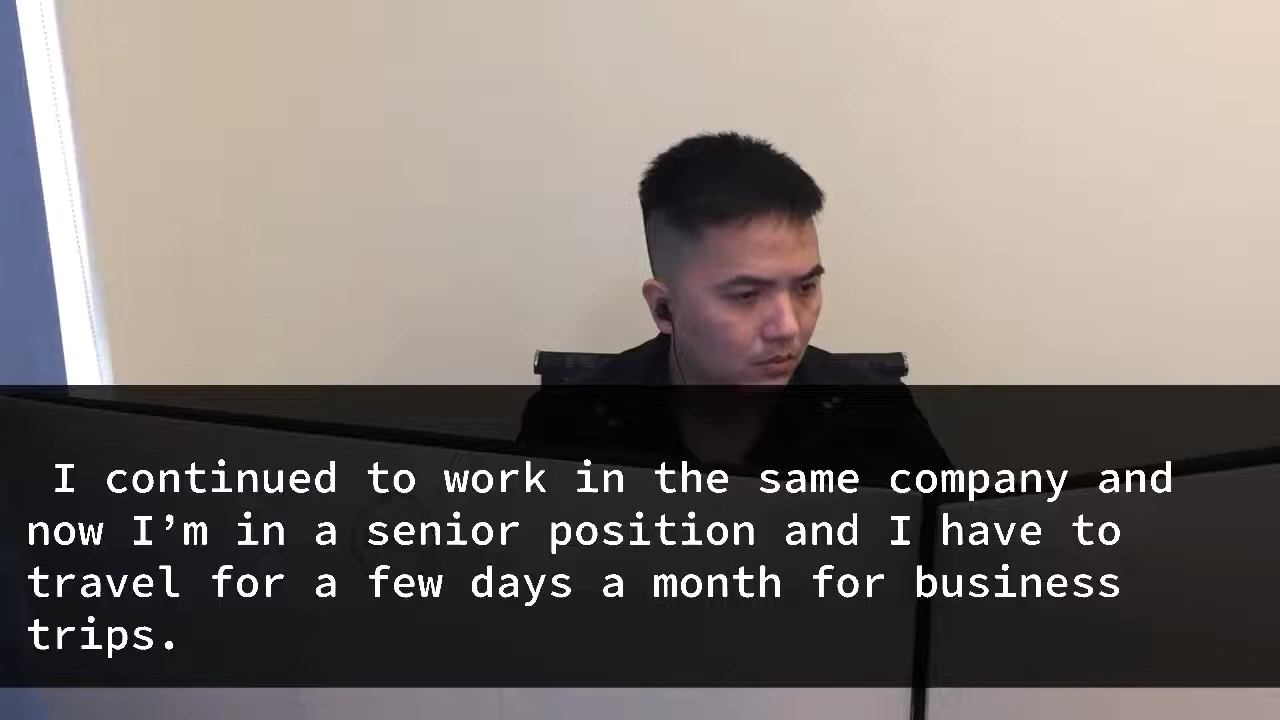 I continued to work in the same company and
now I’m in a senior position and I have to
travel for a few days a month for business
trips.